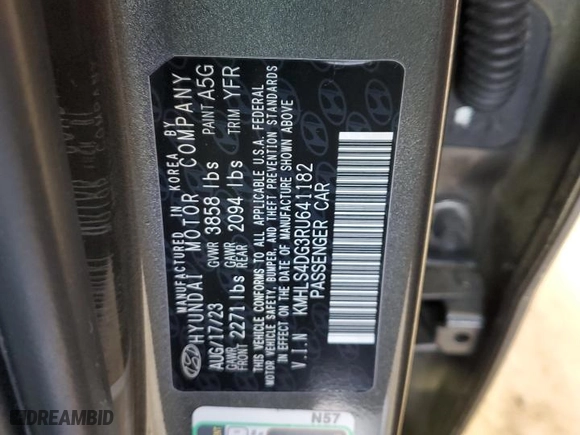 MANUFACTURED IN KOREA BY
HYUNDAI MOTOR COMPANY
AUG/17/23 GVWR 3858 lbs PAINT A5G
GAWR FRONT 2271 lbs GAWR REAR 2094 lbs TRIM YFR
THIS VEHICLE CONFORMS TO ALL APPLICABLE U.S.A. FEDERAL
MOTOR VEHICLE SAFETY, BUMPER, AND THEFT PREVENTION STANDARDS
IN EFFECT ON THE DATE OF MANUFACTURE SHOWN ABOVE
V.I.N KMHLS4DG3RU641182
PASSENGER CAR
N57
DREAMBID